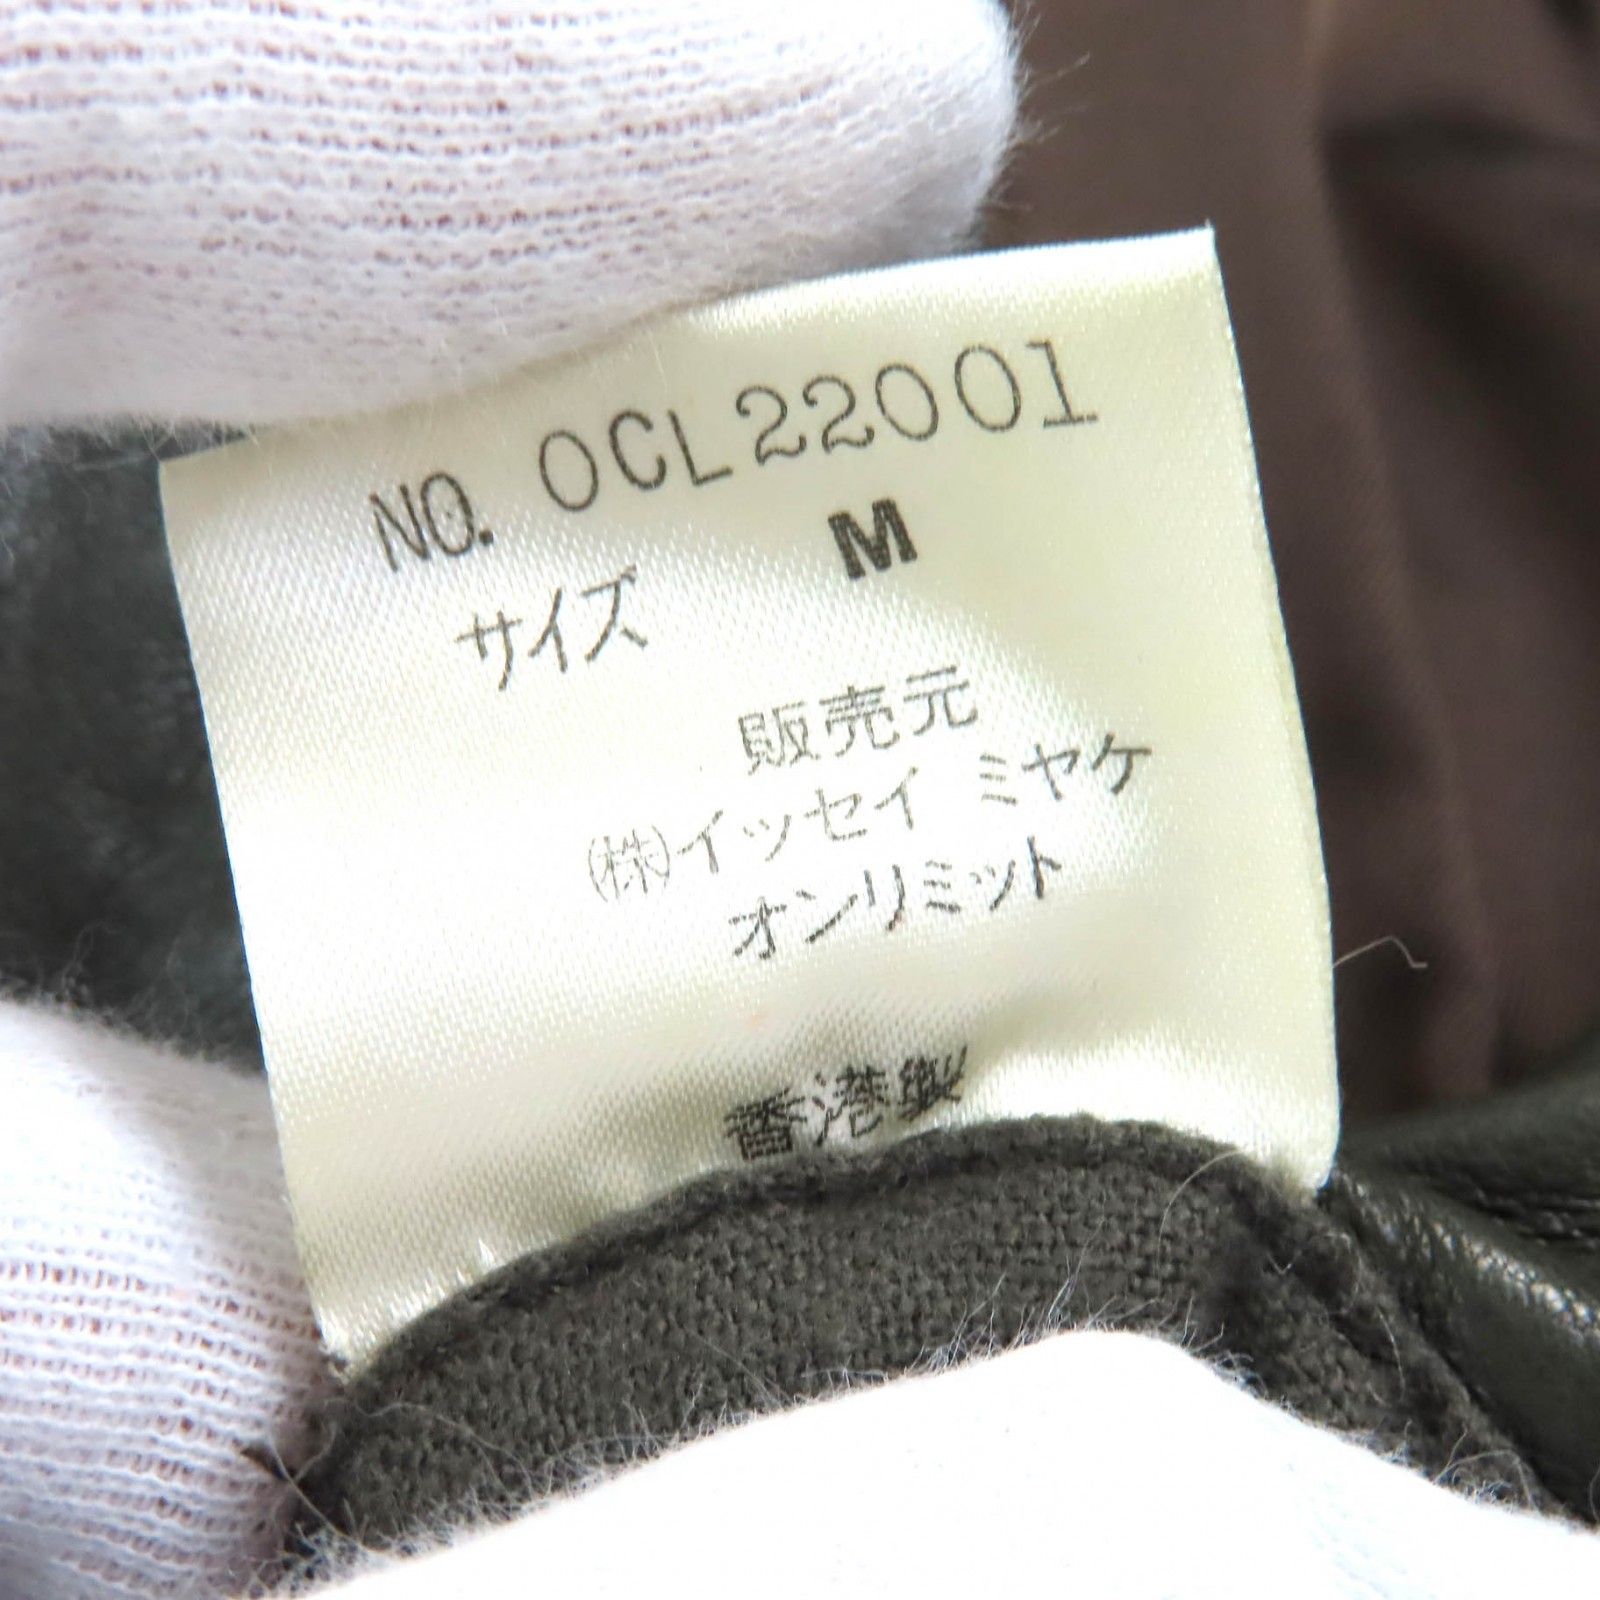 NO. OCL22001
サイズ M
販売元
(株)イッセイ ミヤケ
オンリミット
香港製